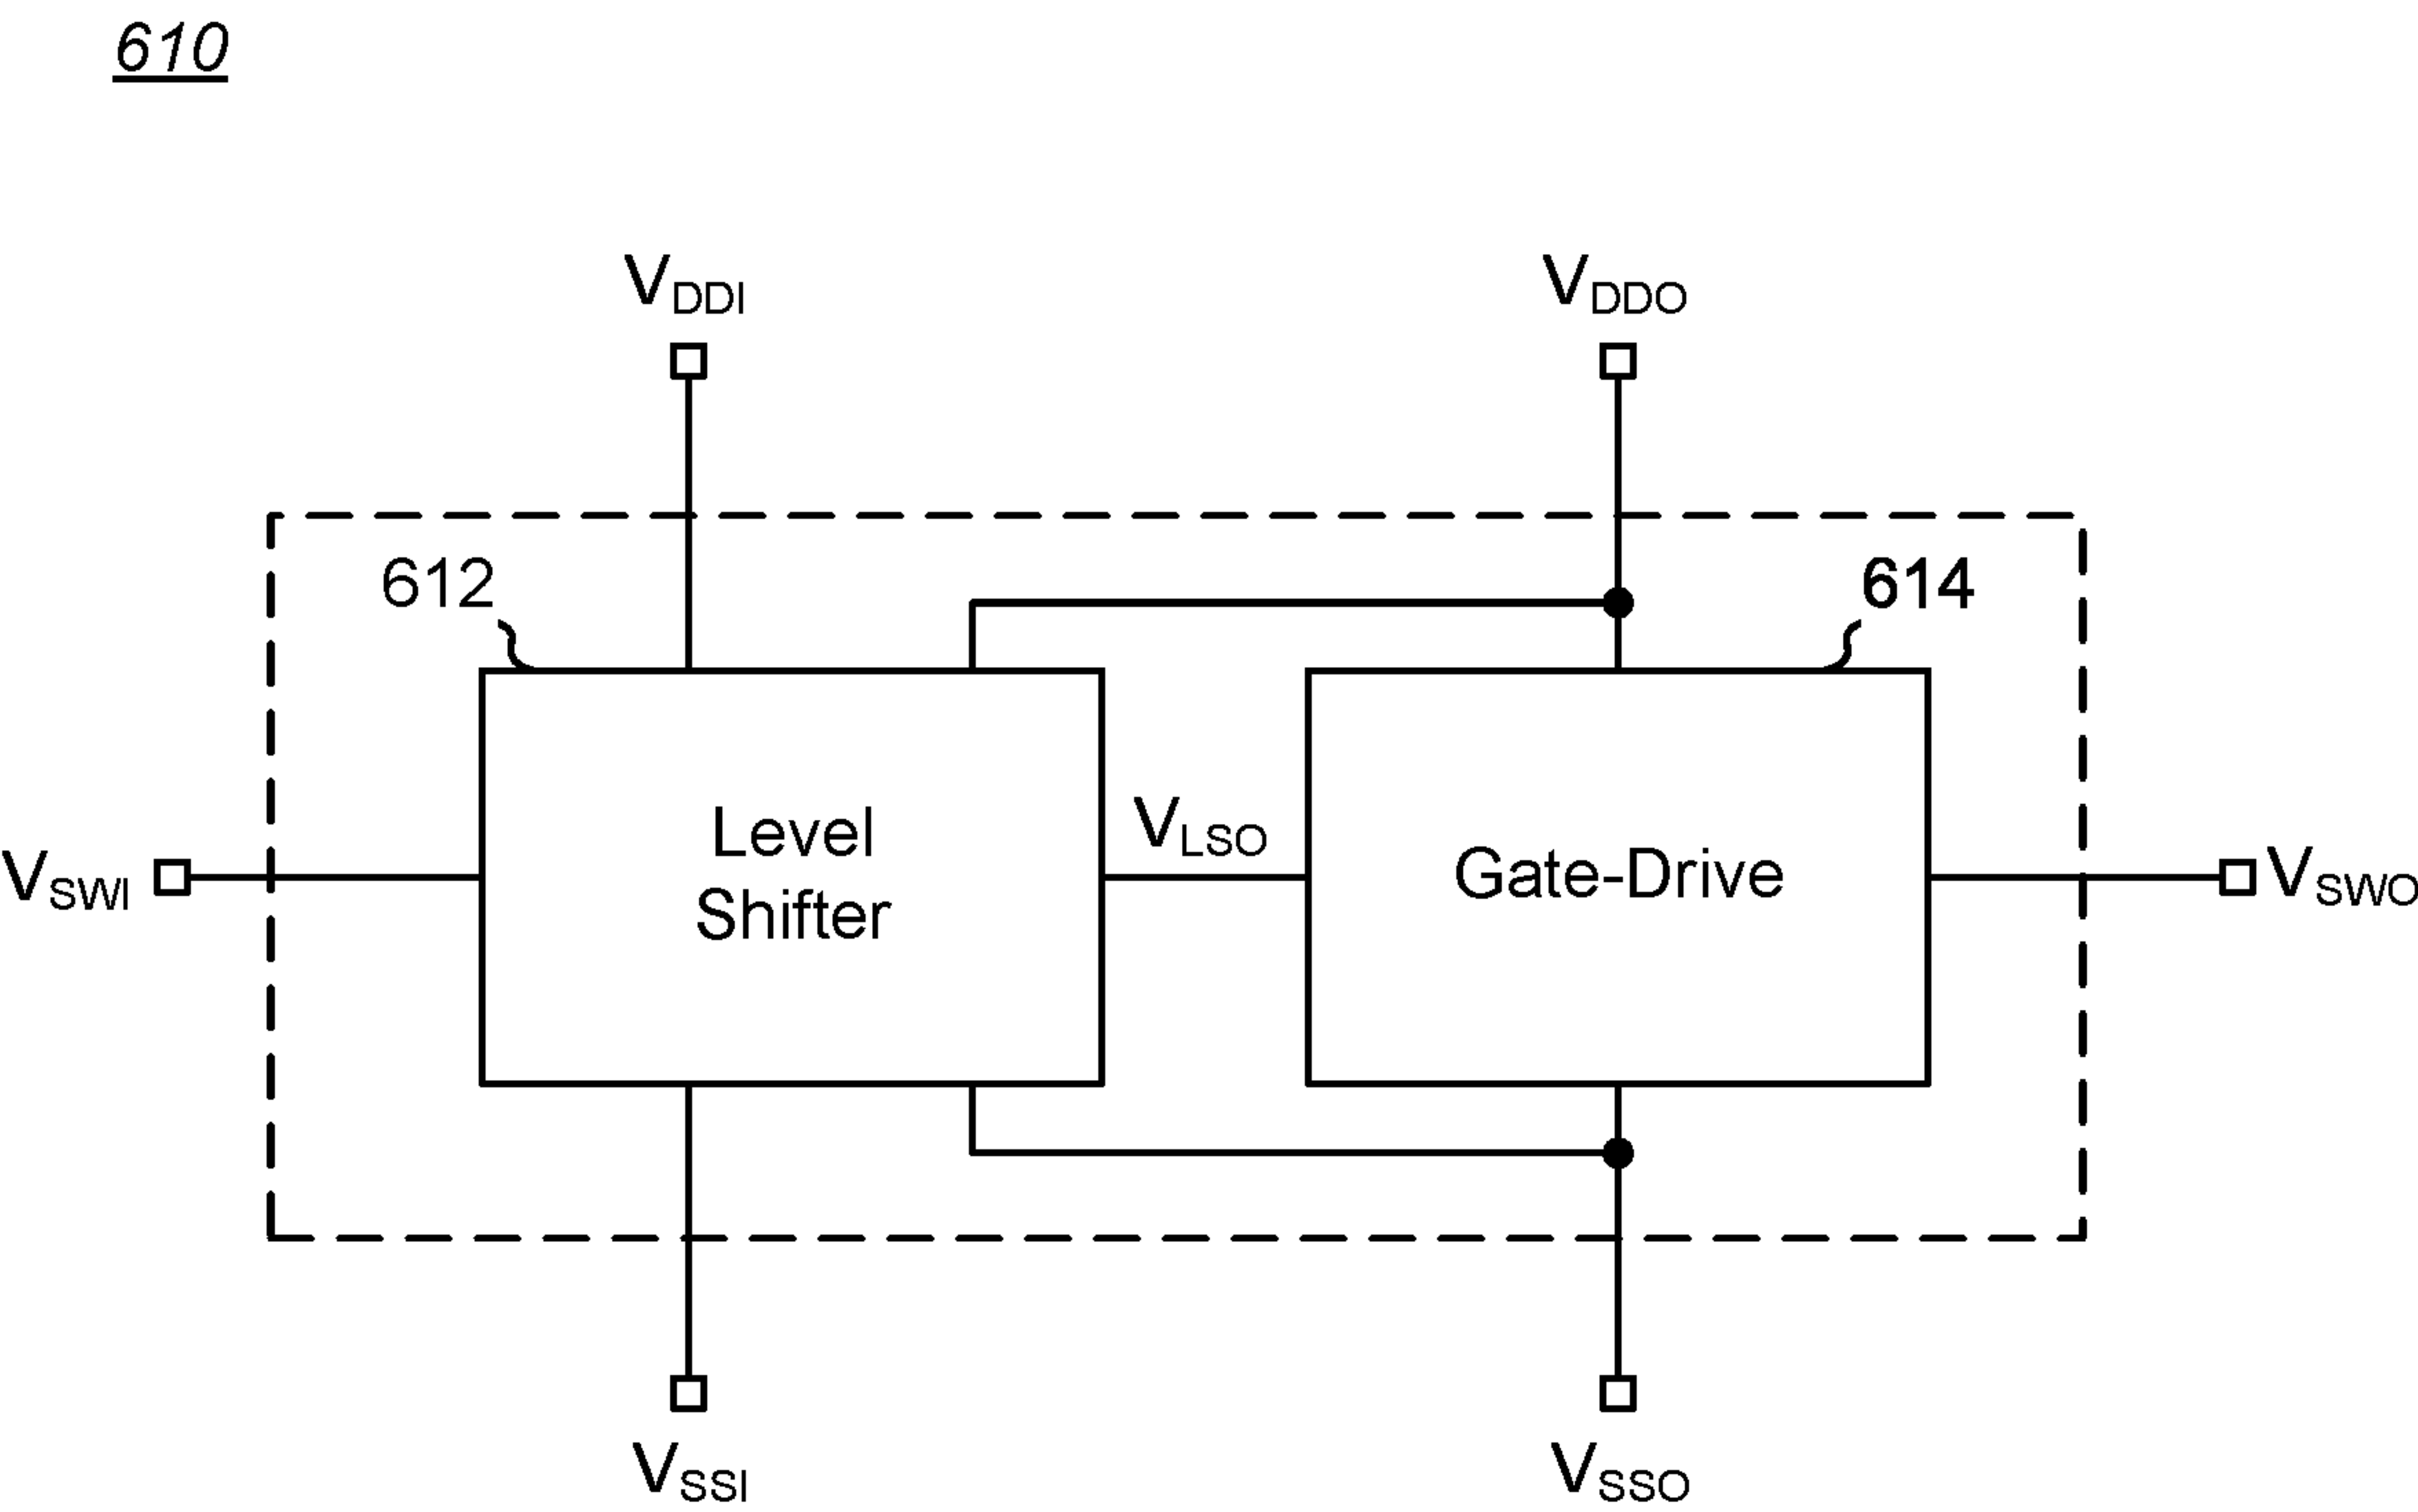 610
VDDI
VDDO
612
614
Level
Shifter
VLSO
Gate-Drive
VSWI
VSWO
VSSI
VSSO